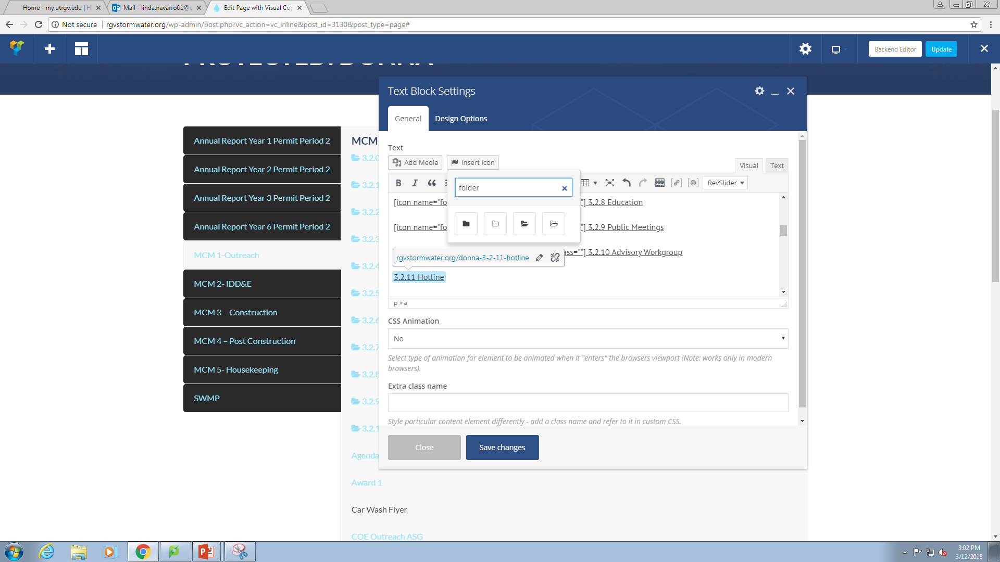 Home - my.utrgv.edu | H
Mail - linda.navarro01@u
Edit Page with Visual Co
Not secure
rgvstormwater.org/wp-admin/post.php?vc_action=vc_inline&post_id=3130&post_type=page#
Backend Editor
Update
PROTECTED: DONNA
Text Block Settings
General
Design Options
Annual Report Year 1 Permit Period 2
Annual Report Year 2 Permit Period 2
Annual Report Year 3 Permit Period 2
Annual Report Year 6 Permit Period 2
MCM 1-Outreach
MCM 2- IDD&E
MCM 3 – Construction
MCM 4 – Post Construction
MCM 5- Housekeeping
SWMP
MCM
3.2.0
3.2.1
3.2.2
3.2.3
3.2.4
3.2.5
3.2.6
3.2.7
3.2.8
3.2.9
3.2.1
Agenda
Award 1
Car Wash Flyer
COE Outreach ASG
Text
Add Media
Insert Icon
Visual
Text
folder
B I “
RevSlider
[icon name="fo "] 3.2.8 Education
[icon name="fo "] 3.2.9 Public Meetings
rgvstormwater.org/donna-3-2-11-hotline
ass=""] 3.2.10 Advisory Workgroup
3.2.11 Hotline
p » a
CSS Animation
No
Select type of animation for element to be animated when it "enters" the browsers viewport (Note: works only in modern
browsers).
Extra class name
Style particular content element differently - add a class name and refer to it in custom CSS.
Close
Save changes
3:02 PM
3/12/2018